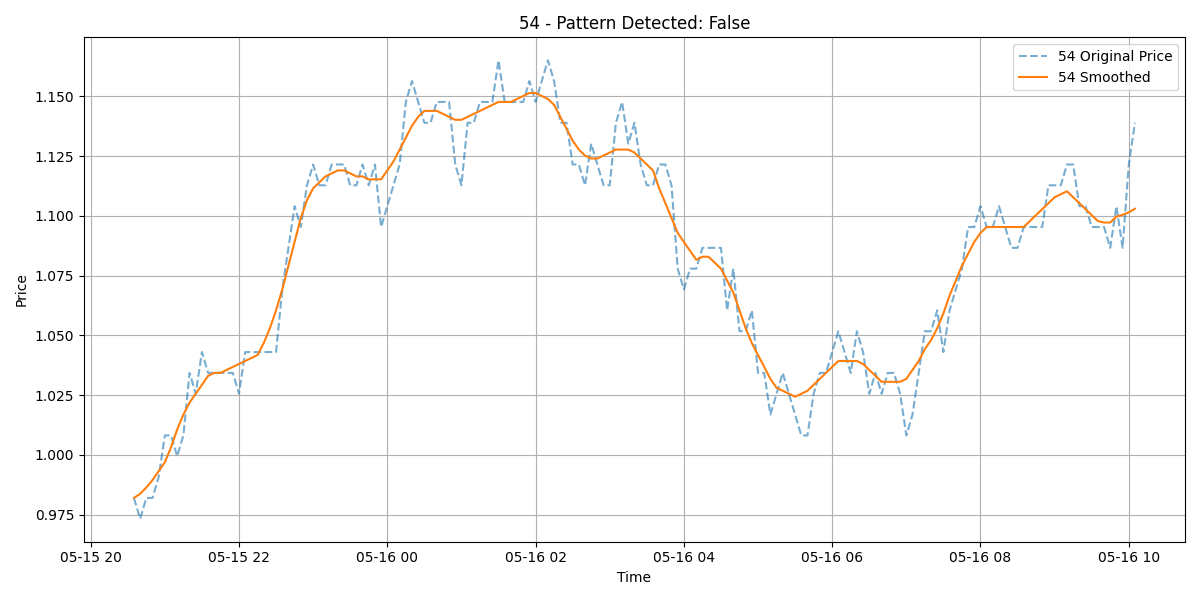 54 - Pattern Detected: False
54 Original Price
54 Smoothed
Price
1.150
1.125
1.100
1.075
1.050
1.025
1.000
0.975
05-15 20 05-15 22 05-16 00 05-16 02 05-16 04 05-16 06 05-16 08 05-16 10
Time